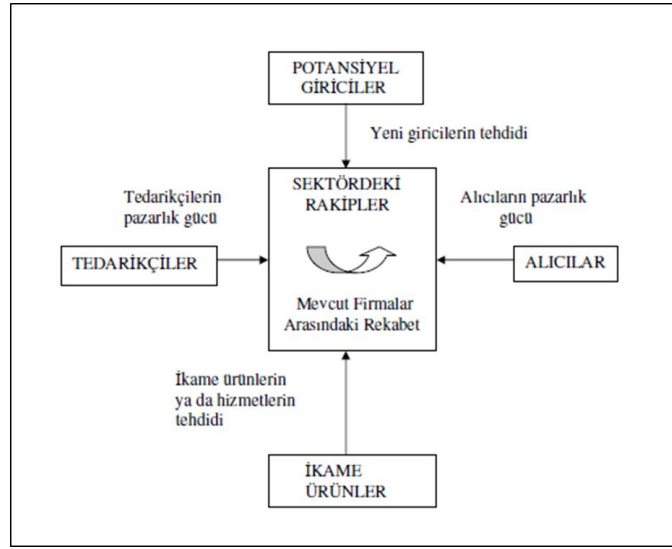 POTANSİYEL
GİRİCİLER
Yeni giricilerin tehdidi
SEKTÖRDEKİ
RAKİPLER
Tedarikçilerin
pazarlık gücü
Alıcıların pazarlık
gücü
TEDARİKÇİLER
ALICILAR
Mevcut Firmalar
Arasındaki Rekabet
İkame ürünlerin
ya da hizmetlerin
tehdidi
İKAME
ÜRÜNLER